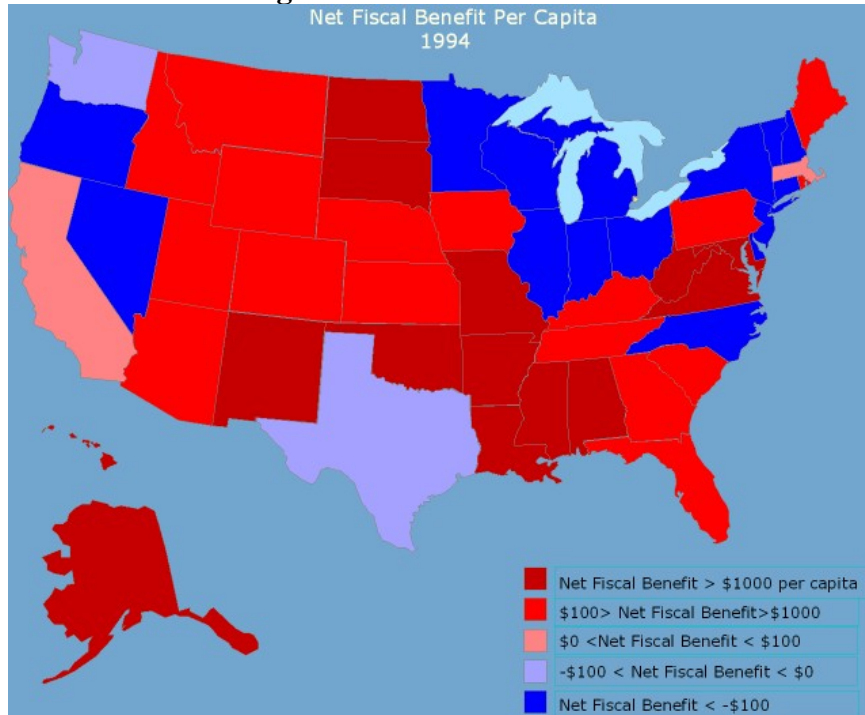 Net Fiscal Benefit Per Capita
1994
Net Fiscal Benefit > $1000 per capita
$100> Net Fiscal Benefit>$1000
$0 <Net Fiscal Benefit < $100
-$100 < Net Fiscal Benefit < $0
Net Fiscal Benefit < -$100